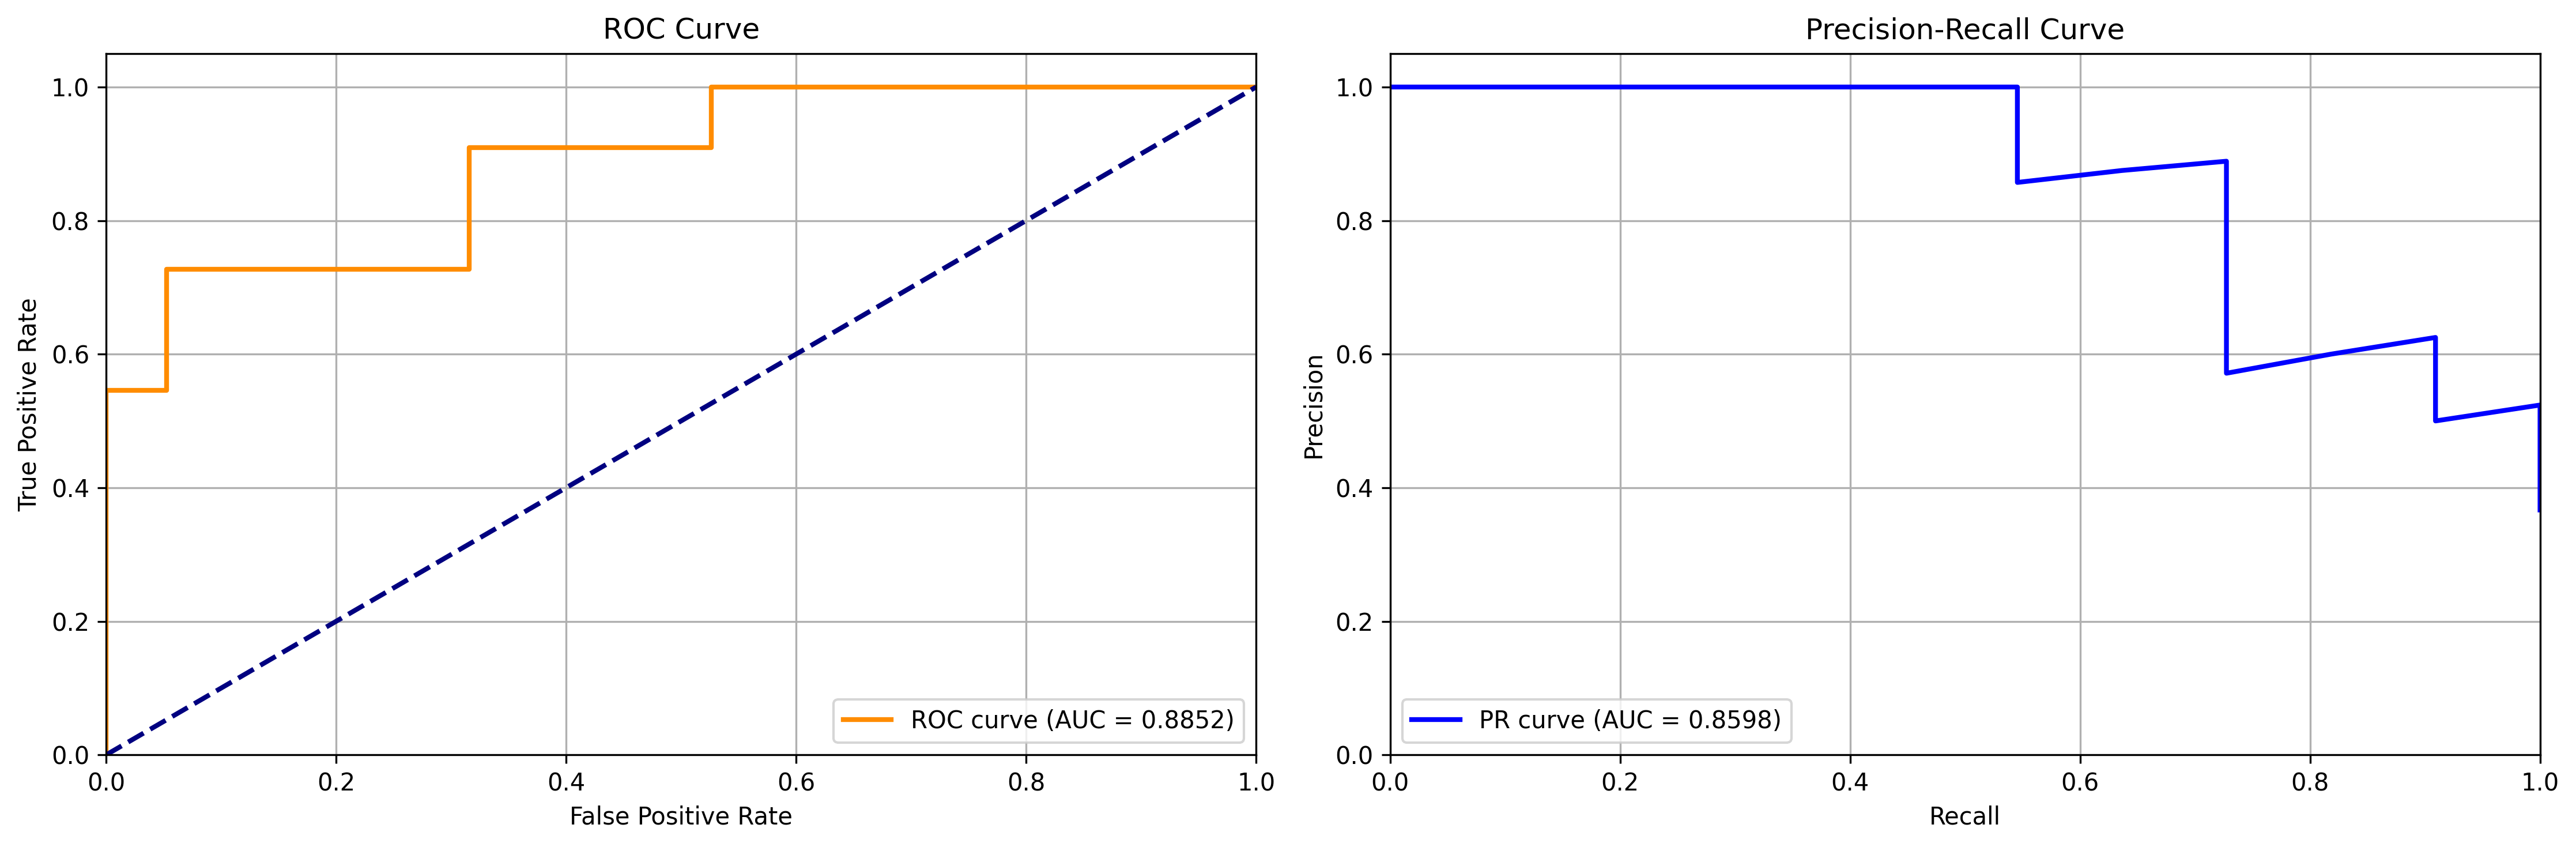 ROC Curve
True Positive Rate
1.0
0.8
0.6
0.4
0.2
0.0
0.0 0.2 0.4 0.6 0.8 1.0
False Positive Rate
ROC curve (AUC = 0.8852)
Precision-Recall Curve
Precision
1.0
0.8
0.6
0.4
0.2
0.0
0.0 0.2 0.4 0.6 0.8 1.0
Recall
PR curve (AUC = 0.8598)